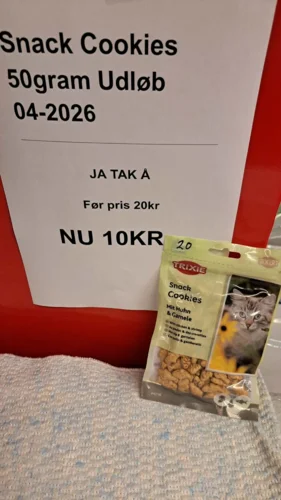 Snack Cookies
50gram Udløb
04-2026
JA TAK Á
Før pris 20kr
NU 10KR
20
TRIXIE
Snack
Cookies
Mit Huhn
& Garnele